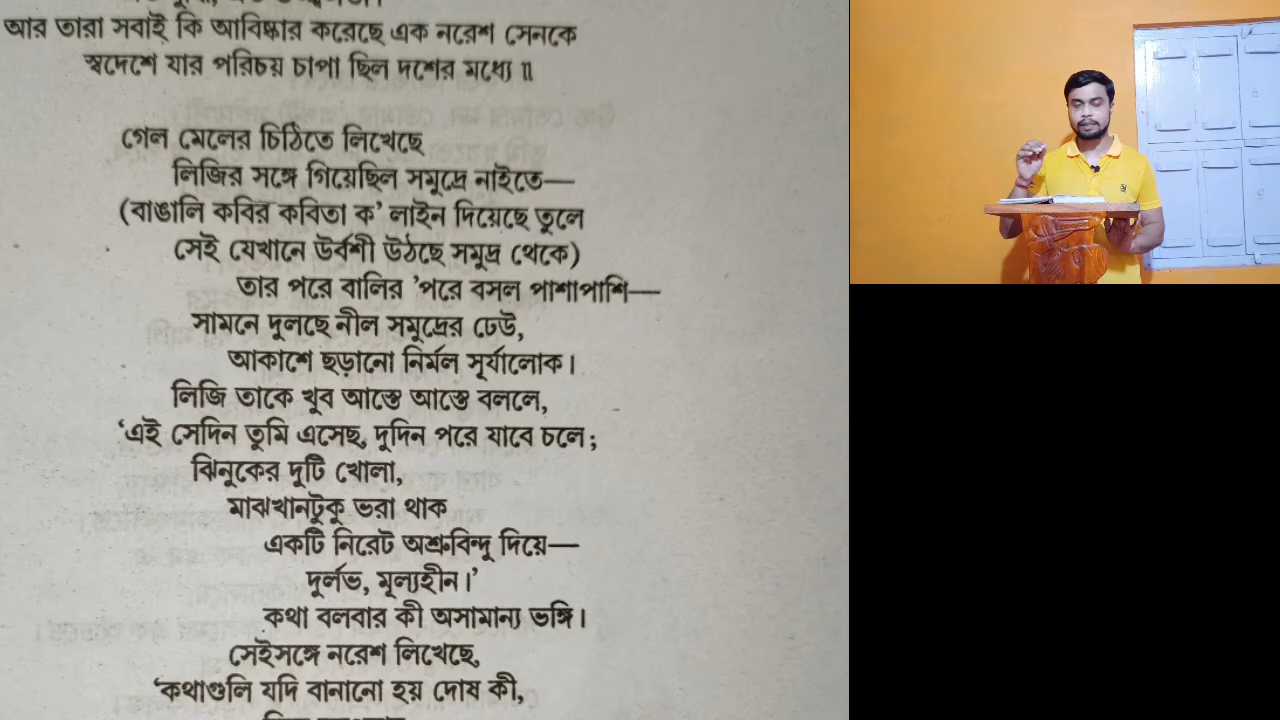 আর তারা সবাই কি আবিষ্কার করেছে এক নরেশ সেনকে
স্বদেশে যার পরিচয় চাপা ছিল দশের মধ্যে॥
গেল মেলের চিঠিতে লিখেছে
লিজির সঙ্গে গিয়েছিল সমুদ্রে নাইতে—
(বাঙালি কবির কবিতা ক’ লাইন দিয়েছে তুলে
সেই যেখানে উর্বশী উঠছে সমুদ্র থেকে)
তার পরে বালির ’পরে বসল পাশাপাশি—
সামনে দুলছে নীল সমুদ্রের ঢেউ,
আকাশে ছড়ানো নির্মল সূর্যালোক।
লিজি তাকে খুব আস্তে আস্তে বললে,
‘এই সেদিন তুমি এসেছ, দুদিন পরে যাবে চলে;
ঝিনুকের দুটি খোলা,
মাঝখানটুকু ভরা থাক
একটি নিরেট অশ্রুবিন্দু দিয়ে—
দুর্লভ, মূল্যহীন।’
কথা বলবার কী অসামান্য ভঙ্গি।
সেইসঙ্গে নরেশ লিখেছে,
‘কথাগুলি যদি বানানো হয় দোষ কী,